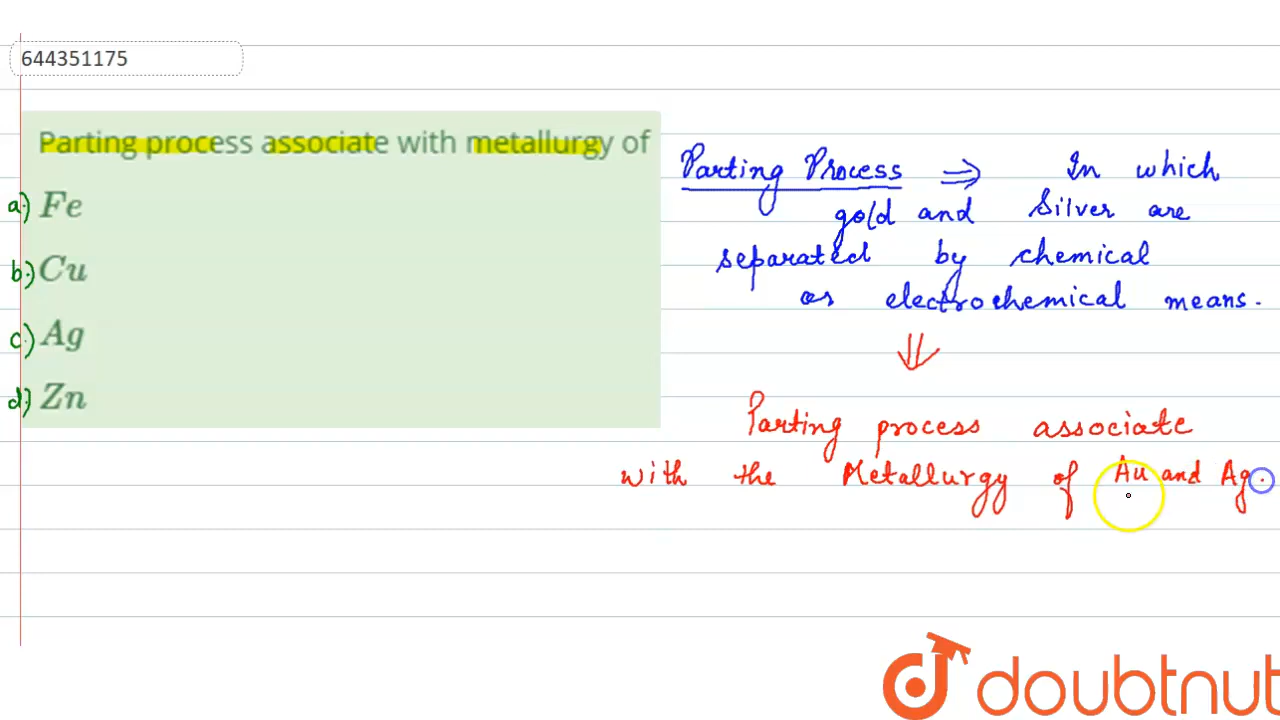 644351175
Parting process associate with metallurgy of
a.) Fe
b.) Cu
c.) Ag
d.) Zn
Parting Process ⇒ In which
gold and Silver are
separated by chemical
or electrochemical means.
⇓
Parting process associate
with the Metallurgy of Au and Ag.
doubtnut